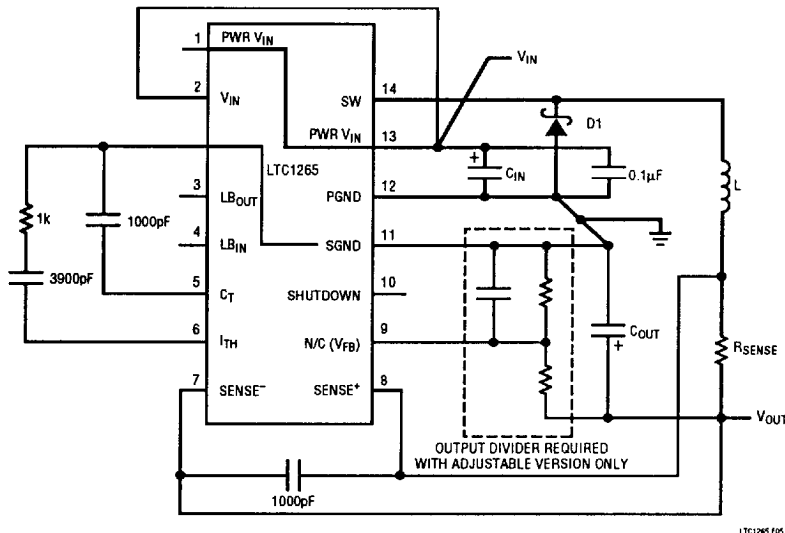 1 PWR VIN
VIN
2 VIN
SW 14
D1
PWR VIN 13
LTC1265
+ CIN
0.1µF
L
3 LBOUT
PGND 12
1k
1000pF
4 LBIN
SGND 11
3900pF
5 CT
SHUTDOWN 10
6 ITH
N/C (VFB) 9
COUT
+
RSENSE
7 SENSE−
SENSE+ 8
VOUT
OUTPUT DIVIDER REQUIRED
WITH ADJUSTABLE VERSION ONLY
1000pF
LTC1265 F05